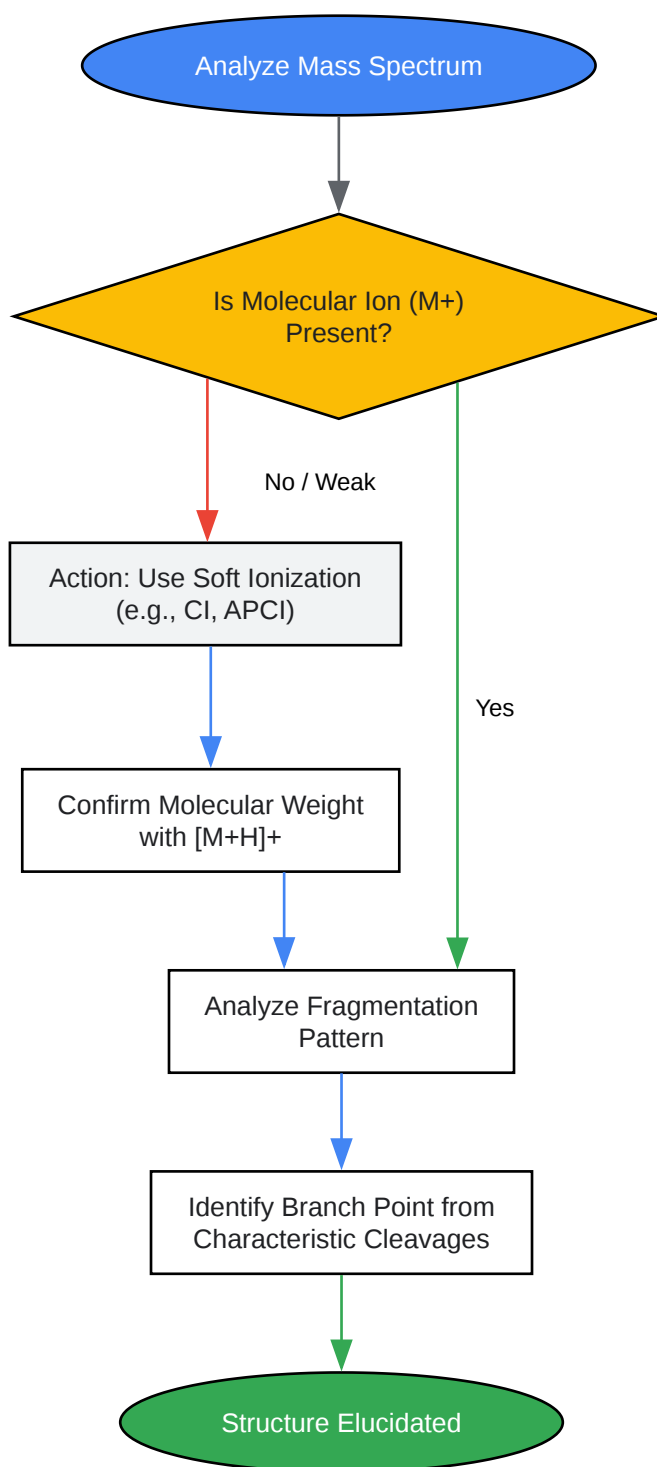 Analyze Mass Spectrum
Is Molecular Ion (M+)
Present?
No / Weak
Action: Use Soft Ionization
(e.g., CI, APCI)
Yes
Confirm Molecular Weight
with [M+H]+
Analyze Fragmentation
Pattern
Identify Branch Point from
Characteristic Cleavages
Structure Elucidated